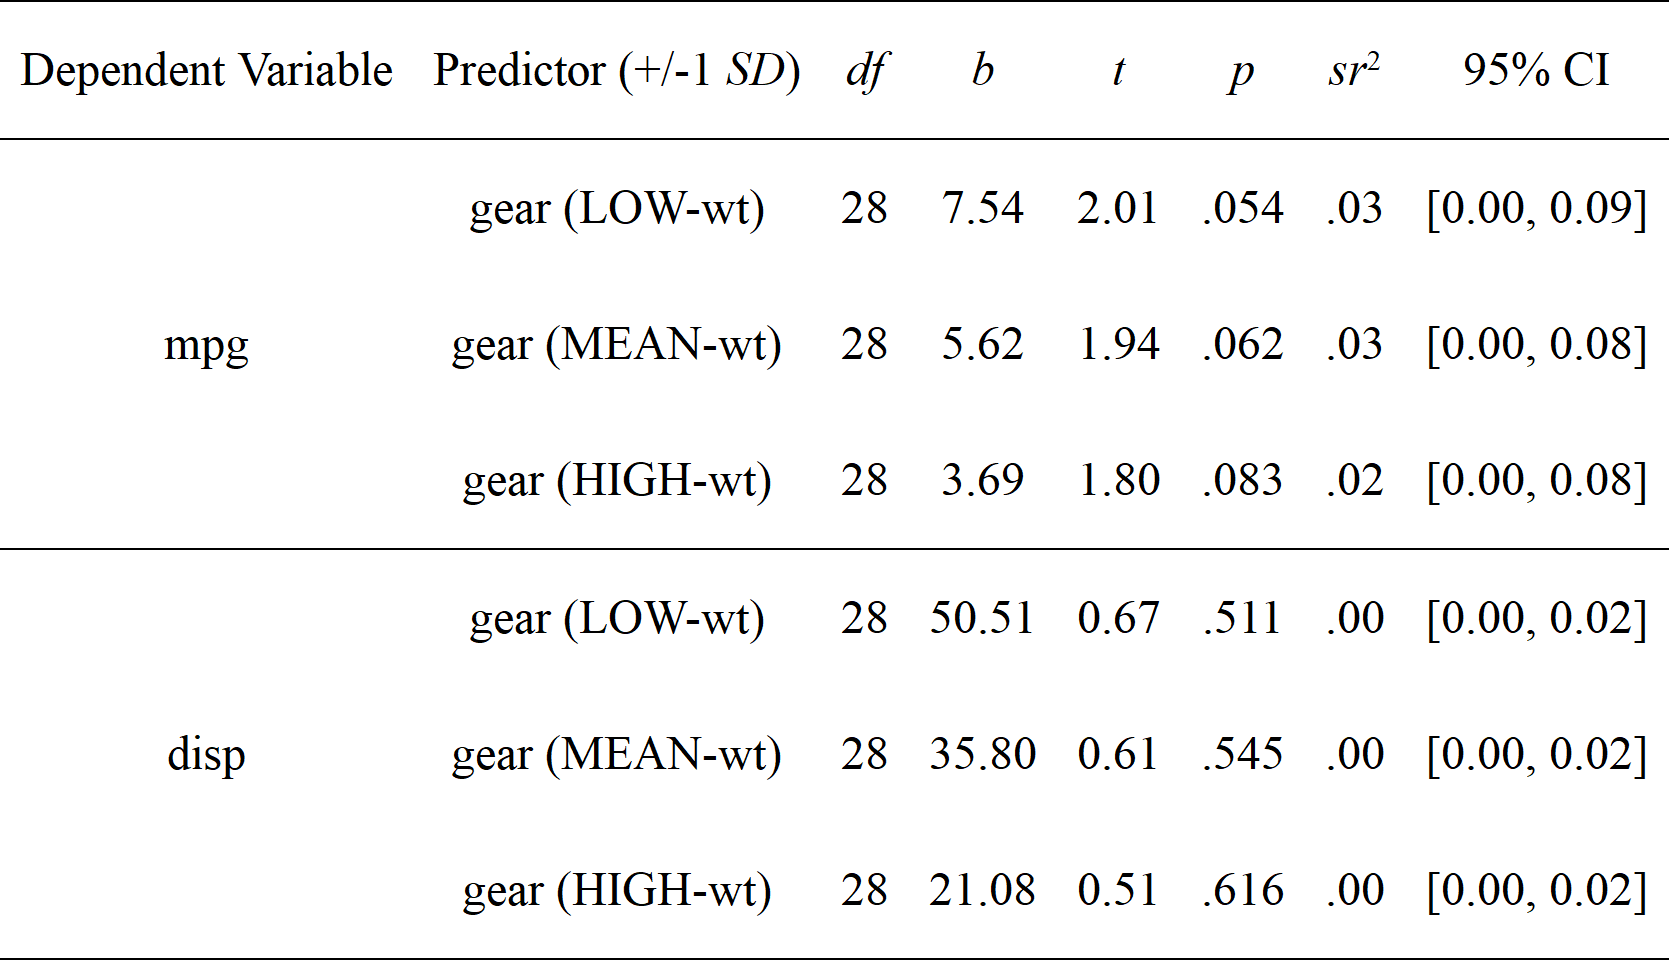 Dependent Variable Predictor (+/-1 SD) df b t p sr² 95% CI
gear (LOW-wt) 28 7.54 2.01 .054 .03 [0.00, 0.09]
mpg gear (MEAN-wt) 28 5.62 1.94 .062 .03 [0.00, 0.08]
gear (HIGH-wt) 28 3.69 1.80 .083 .02 [0.00, 0.08]
gear (LOW-wt) 28 50.51 0.67 .511 .00 [0.00, 0.02]
disp gear (MEAN-wt) 28 35.80 0.61 .545 .00 [0.00, 0.02]
gear (HIGH-wt) 28 21.08 0.51 .616 .00 [0.00, 0.02]